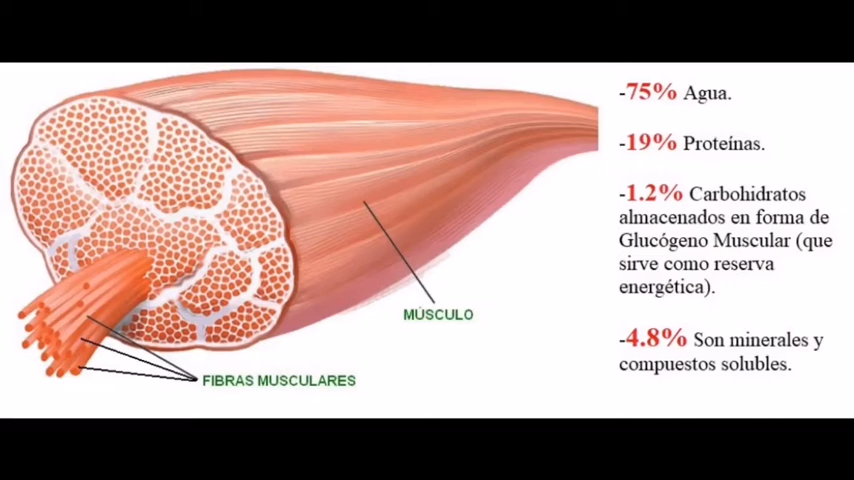 -75% Agua.
-19% Proteínas.
-1.2% Carbohidratos
almacenados en forma de
Glucógeno Muscular (que
sirve como reserva
energética).
-4.8% Son minerales y
compuestos solubles.
MÚSCULO
FIBRAS MUSCULARES